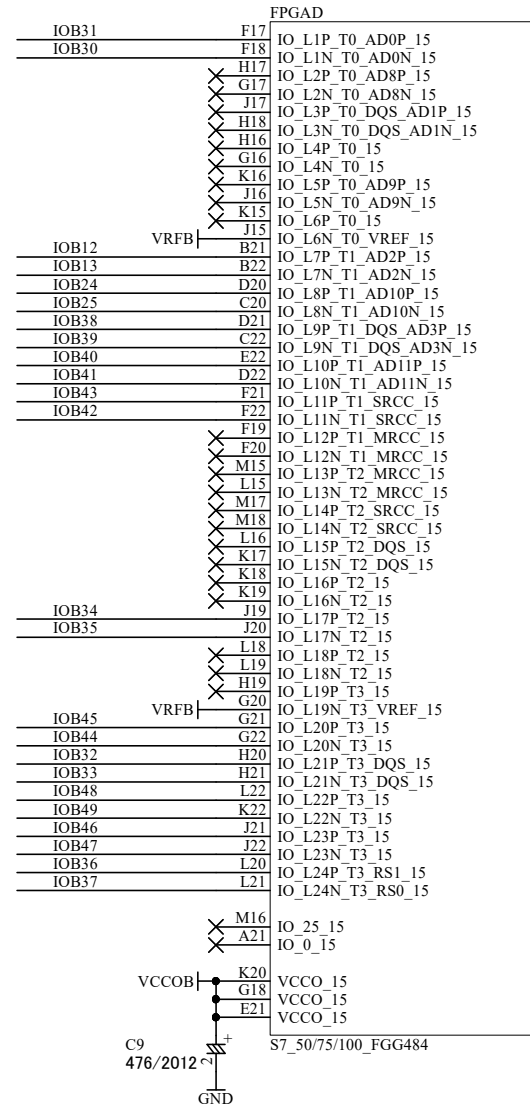 FPGAD
IOB31 F17 IO_L1P_T0_AD0P_15
IOB30 F18 IO_L1N_T0_AD0N_15
H17 IO_L2P_T0_AD8P_15
G17 IO_L2N_T0_AD8N_15
J17 IO_L3P_T0_DQS_AD1P_15
H18 IO_L3N_T0_DQS_AD1N_15
H16 IO_L4P_T0_15
G16 IO_L4N_T0_15
K16 IO_L5P_T0_AD9P_15
J16 IO_L5N_T0_AD9N_15
K15 IO_L6P_T0_15
VRFB J15 IO_L6N_T0_VREF_15
IOB12 B21 IO_L7P_T1_AD2P_15
IOB13 B22 IO_L7N_T1_AD2N_15
IOB24 D20 IO_L8P_T1_AD10P_15
IOB25 C20 IO_L8N_T1_AD10N_15
IOB38 D21 IO_L9P_T1_DQS_AD3P_15
IOB39 C22 IO_L9N_T1_DQS_AD3N_15
IOB40 E22 IO_L10P_T1_AD11P_15
IOB41 D22 IO_L10N_T1_AD11N_15
IOB43 F21 IO_L11P_T1_SRCC_15
IOB42 F22 IO_L11N_T1_SRCC_15
F19 IO_L12P_T1_MRCC_15
F20 IO_L12N_T1_MRCC_15
M15 IO_L13P_T2_MRCC_15
L15 IO_L13N_T2_MRCC_15
M17 IO_L14P_T2_SRCC_15
M18 IO_L14N_T2_SRCC_15
L16 IO_L15P_T2_DQS_15
K17 IO_L15N_T2_DQS_15
K18 IO_L16P_T2_15
K19 IO_L16N_T2_15
IOB34 J19 IO_L17P_T2_15
IOB35 J20 IO_L17N_T2_15
L18 IO_L18P_T2_15
L19 IO_L18N_T2_15
H19 IO_L19P_T3_15
VRFB G20 IO_L19N_T3_VREF_15
IOB45 G21 IO_L20P_T3_15
IOB44 G22 IO_L20N_T3_15
IOB32 H20 IO_L21P_T3_DQS_15
IOB33 H21 IO_L21N_T3_DQS_15
IOB48 L22 IO_L22P_T3_15
IOB49 K22 IO_L22N_T3_15
IOB46 J21 IO_L23P_T3_15
IOB47 J22 IO_L23N_T3_15
IOB36 L20 IO_L24P_T3_RS1_15
IOB37 L21 IO_L24N_T3_RS0_15
M16 IO_25_15
A21 IO_0_15
VCCOB K20 VCCO_15
G18 VCCO_15
E21 VCCO_15
C9 + S7_50/75/100_FGG484
476/2012 2
GND